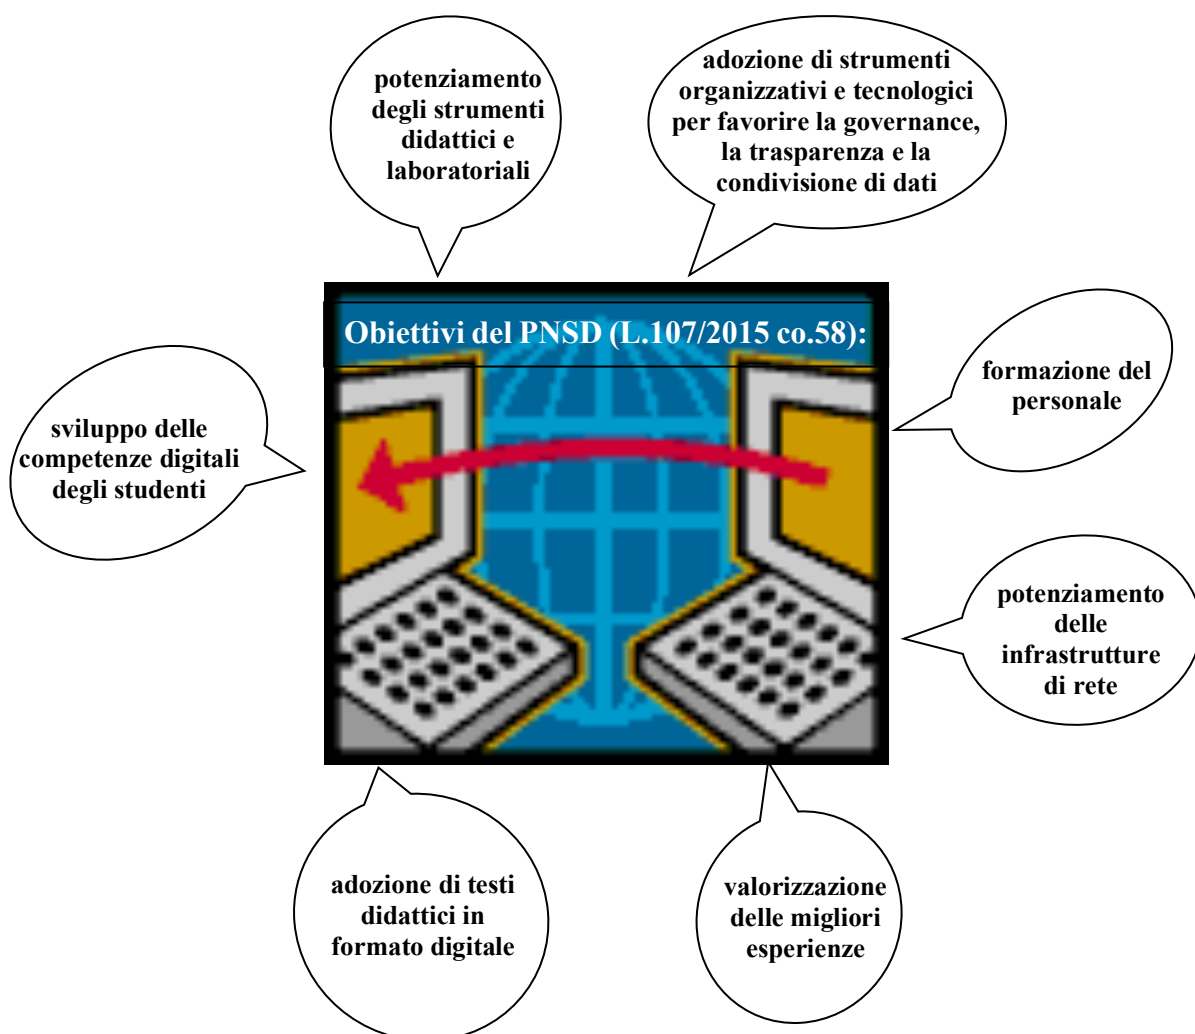 potenziamento
degli strumenti
didattici e
laboratoriali
adozione di strumenti
organizzativi e tecnologici
per favorire la governance,
la trasparenza e la
condivisione di dati
Obiettivi del PNSD (L.107/2015 co.58):
formazione del
personale
sviluppo delle
competenze digitali
degli studenti
potenziamento
delle
infrastrutture
di rete
adozione di testi
didattici in
formato digitale
valorizzazione
delle migliori
esperienze